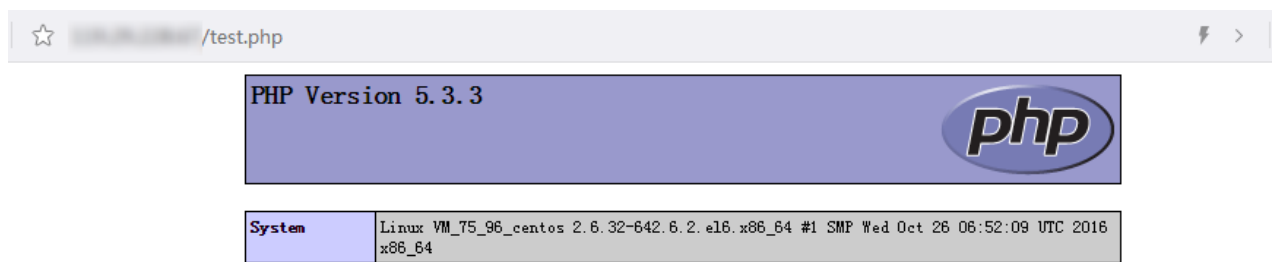 /test.php
PHP Version 5.3.3
php
System
Linux VM_75_96_centos 2.6.32-642.6.2.el6.x86_64 #1 SMP Wed Oct 26 06:52:09 UTC 2016
x86_64